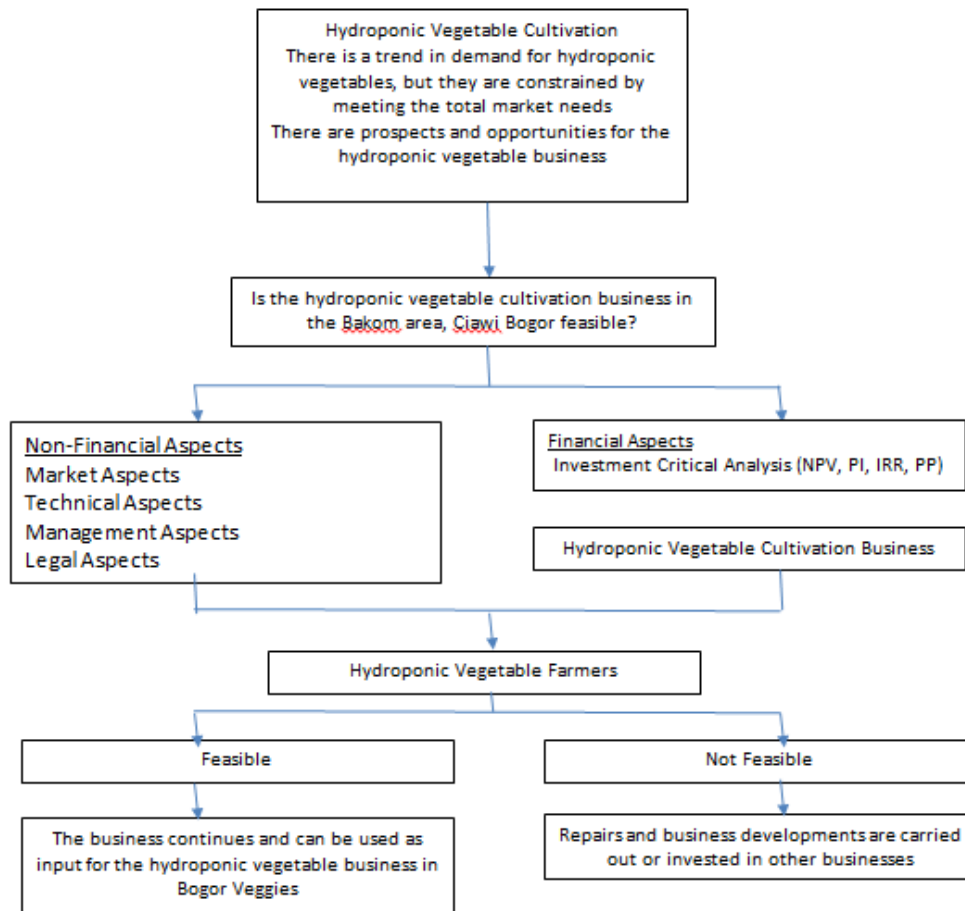 Hydroponic Vegetable Cultivation
There is a trend in demand for hydroponic
vegetables, but they are constrained by
meeting the total market needs
There are prospects and opportunities for the
hydroponic vegetable business
Is the hydroponic vegetable cultivation business in
the Bakom area, Ciawi Bogor feasible?
Non-Financial Aspects
Market Aspects
Technical Aspects
Management Aspects
Legal Aspects
Financial Aspects
Investment Critical Analysis (NPV, PI, IRR, PP)
Hydroponic Vegetable Cultivation Business
Hydroponic Vegetable Farmers
Feasible
Not Feasible
The business continues and can be used as
input for the hydroponic vegetable business in
Bogor Veggies
Repairs and business developments are carried
out or invested in other businesses